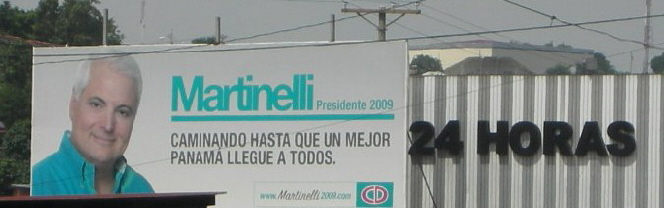 Martinelli Presidente 2009
CAMINANDO HASTA QUE UN MEJOR
PANAMÁ LLEGUE A TODOS.
www.Martinelli2009.com CD
24 HORAS